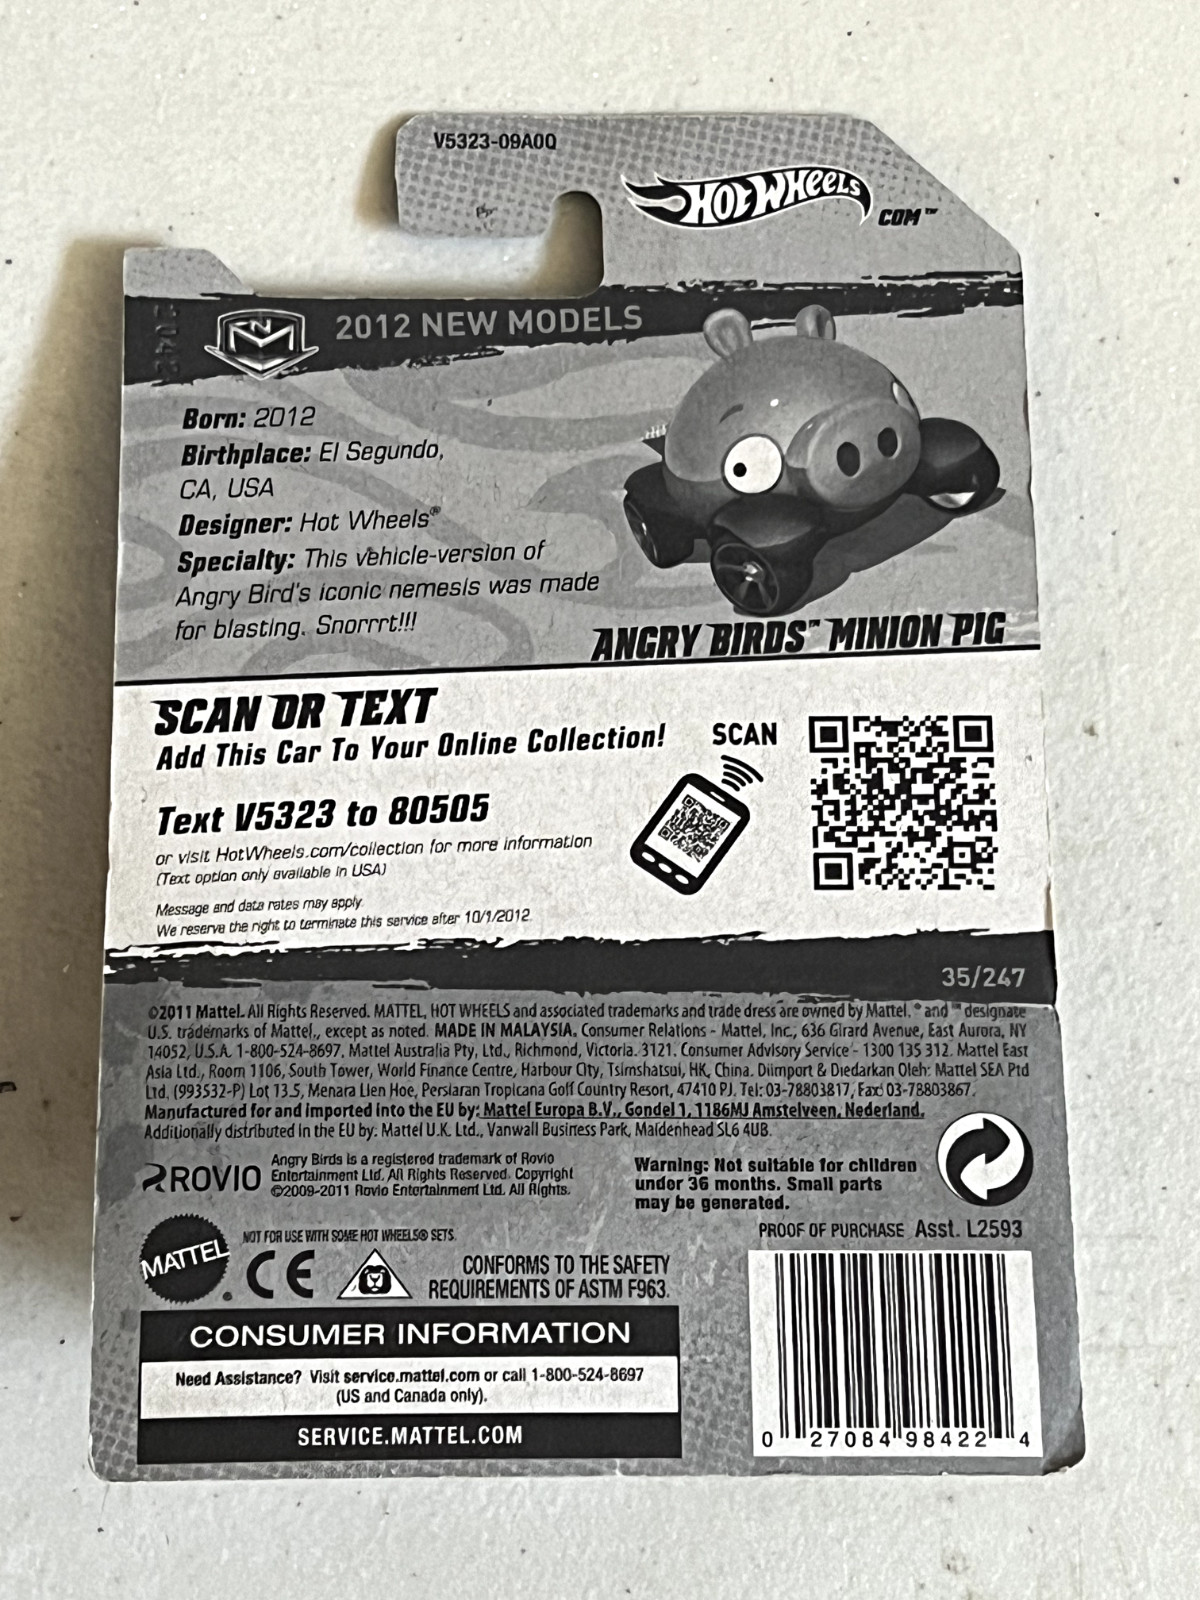 V5323-09A0Q
HOT WHEELS
COM™
2012 NEW MODELS
Born: 2012
Birthplace: El Segundo,
CA, USA
Designer: Hot Wheels®
Specialty: This vehicle-version of
Angry Bird's iconic nemesis was made
for blasting. Snorrrt!!!
ANGRY BIRDS™ MINION PIG
SCAN OR TEXT
Add This Car To Your Online Collection!
SCAN
Text V5323 to 80505
or visit HotWheels.com/collection for more information
(Text option only available in USA)
Message and data rates may apply.
We reserve the right to terminate this service after 10/1/2012.
35/247
©2011 Mattel. All Rights Reserved. MATTEL, HOT WHEELS and associated trademarks and trade dress are owned by Mattel. ® and ™ designate
U.S. trademarks of Mattel., except as noted. MADE IN MALAYSIA. Consumer Relations - Mattel, Inc., 636 Girard Avenue, East Aurora, NY
14052, U.S.A. 1-800-524-8697. Mattel Australia Pty, Ltd., Richmond, Victoria. 3121. Consumer Advisory Service - 1300 135 312. Mattel East
Asia Ltd., Room 1106, South Tower, World Finance Centre, Harbour City, Tsimshatsui, HK, China. Diimport & Diedarkan Oleh: Mattel SEA Ptd
Ltd. (993532-P) Lot 13.5, Menara Lien Hoe, Persiaran Tropicana Golf Country Resort, 47410 PJ. Tel: 03-78803817, Fax: 03-78803867.
Manufactured for and imported into the EU by: Mattel Europa B.V., Gondel 1, 1186MJ Amstelveen, Nederland.
Additionally distributed in the EU by: Mattel U.K. Ltd., Vanwall Business Park, Maidenhead SL6 4UB.
ROVIO
Angry Birds is a registered trademark of Rovio
Entertainment Ltd. All Rights Reserved. Copyright
©2009-2011 Rovio Entertainment Ltd. All Rights.
Warning: Not suitable for children
under 36 months. Small parts
may be generated.
PROOF OF PURCHASE Asst. L2593
MATTEL®
NOT FOR USE WITH SOME HOT WHEELS® SETS.
CE
CONFORMS TO THE SAFETY
REQUIREMENTS OF ASTM F963.
CONSUMER INFORMATION
Need Assistance? Visit service.mattel.com or call 1-800-524-8697
(US and Canada only).
SERVICE.MATTEL.COM
0 27084 98422 4